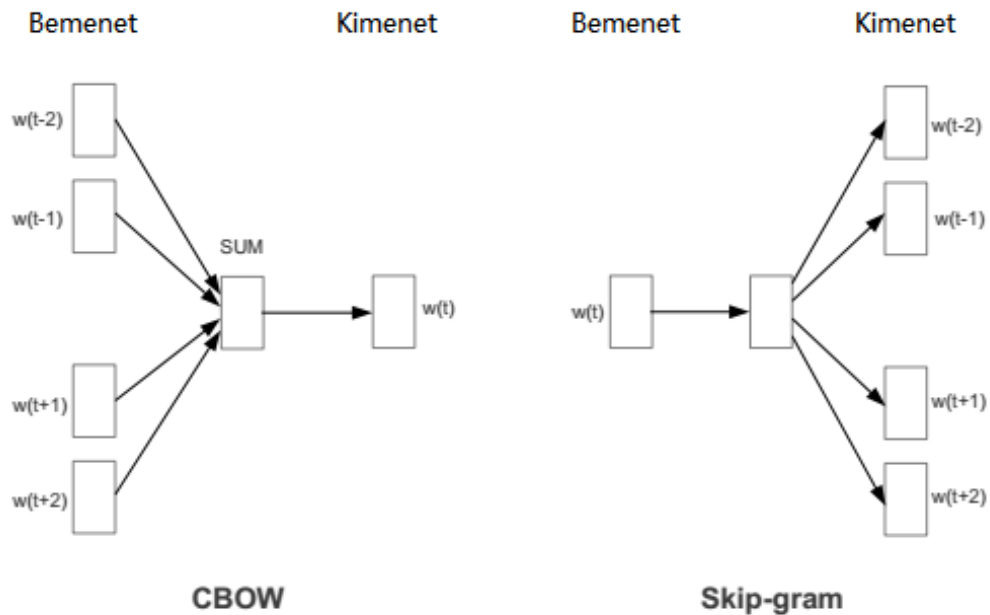 Bemenet
Kimenet
w(t-2)
w(t-1)
SUM
w(t)
w(t+1)
w(t+2)
CBOW
Bemenet
Kimenet
w(t-2)
w(t-1)
w(t)
w(t+1)
w(t+2)
Skip-gram